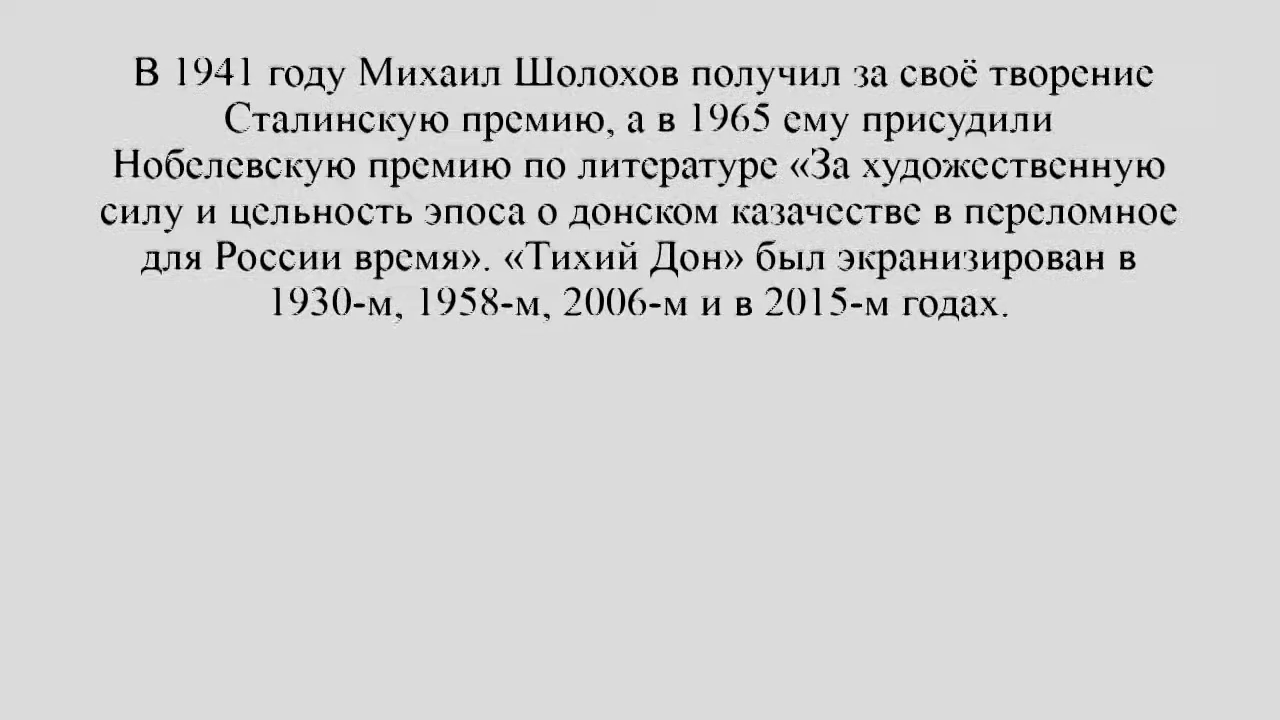 В 1941 году Михаил Шолохов получил за своё творение
Сталинскую премию, а в 1965 ему присудили
Нобелевскую премию по литературе «За художественную
силу и цельность эпоса о донском казачестве в переломное
для России время». «Тихий Дон» был экранизирован в
1930-м, 1958-м, 2006-м и в 2015-м годах.